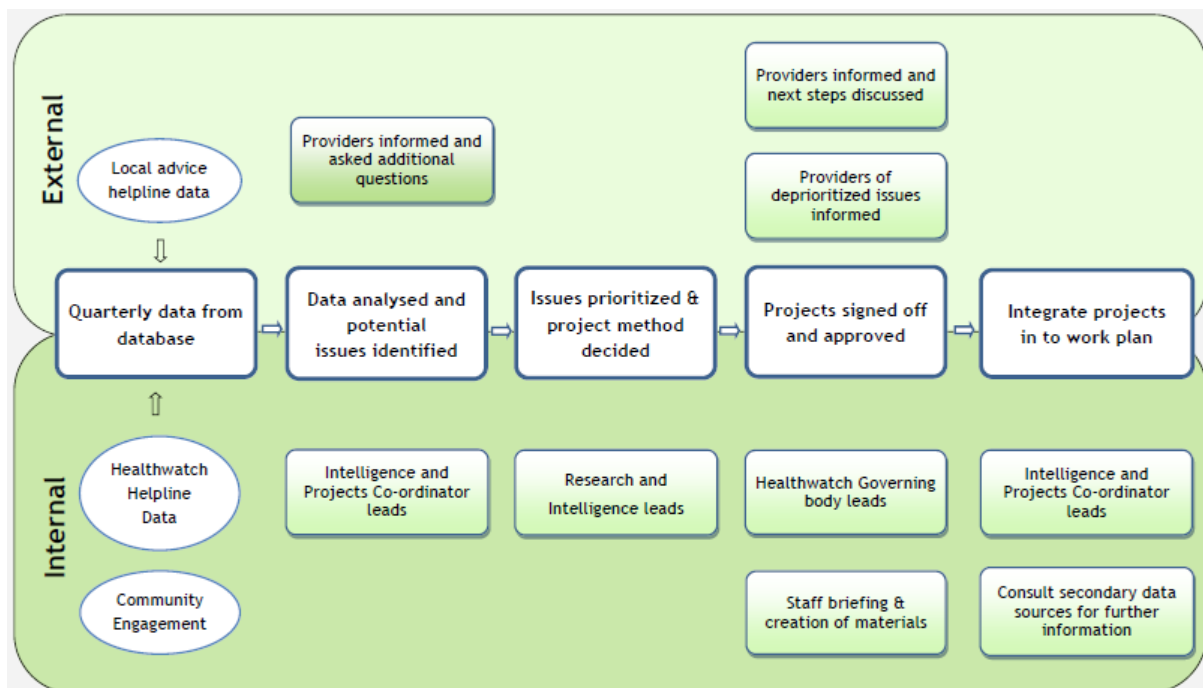 External
Local advice
helpline data
Providers informed and
asked additional
questions
Providers informed and
next steps discussed
Providers of
deprioritized issues
informed
Quarterly data from
database
Data analysed and
potential
issues identified
Issues prioritized &
project method
decided
Projects signed off
and approved
Integrate projects
in to work plan
Internal
Healthwatch
Helpline
Data
Community
Engagement
Intelligence and
Projects Co-ordinator
leads
Research and
Intelligence leads
Healthwatch Governing
body leads
Staff briefing &
creation of materials
Intelligence and
Projects Co-ordinator
leads
Consult secondary data
sources for further
information